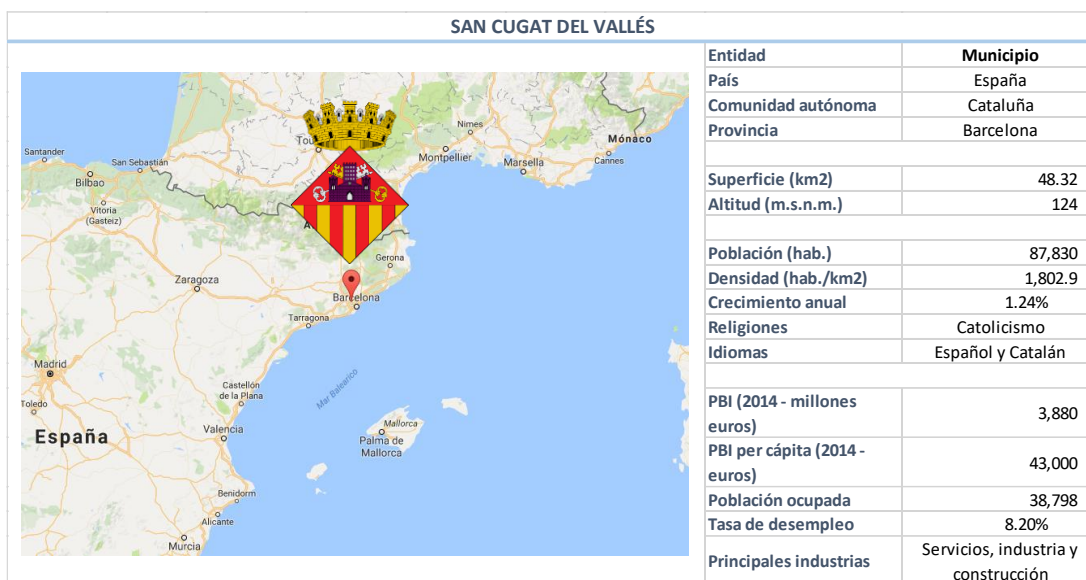 SAN CUGAT DEL VALLÉS
Entidad Municipio
País España
Comunidad autónoma Cataluña
Provincia Barcelona
Superficie (km2) 48.32
Altitud (m.s.n.m.) 124
Población (hab.) 87,830
Densidad (hab./km2) 1,802.9
Crecimiento anual 1.24%
Religiones Catolicismo
Idiomas Español y Catalán
PBI (2014 - millones
euros) 3,880
PBI per cápita (2014 -
euros) 43,000
Población ocupada 38,798
Tasa de desempleo 8.20%
Principales industrias Servicios, industria y
construcción
Nimes
Mónaco
Montpellier
Marsella
Cannes
Santander
San Sebastián
Bilbao
Vitoria
(Gasteiz)
Gerona
Zaragoza
Barcelona
Tarragona
Madrid
Castellón
de la Plana
Mar Balearico
Toledo
Mallorca
España
Valencia
Palma de
Mallorca
Benidorm
Alicante
Murcia